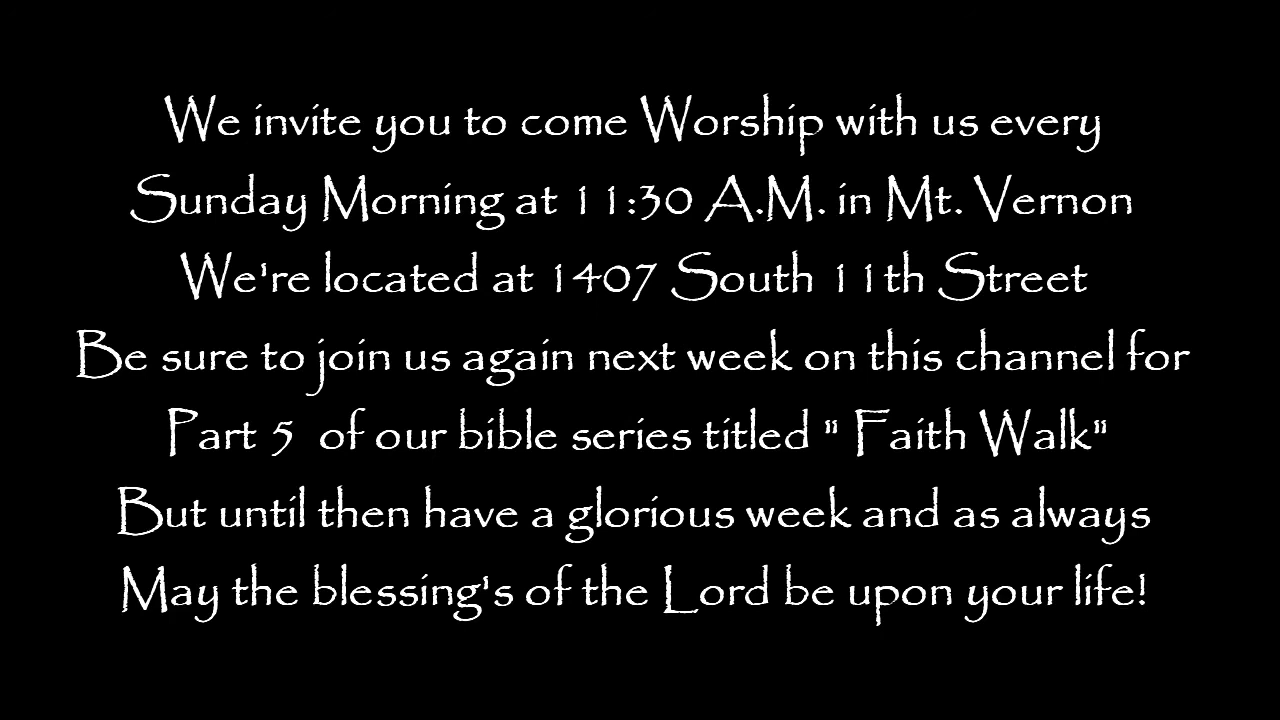 We invite you to come Worship with us every
Sunday Morning at 11:30 A.M. in Mt. Vernon
We're located at 1407 South 11th Street
Be sure to join us again next week on this channel for
Part 5  of our bible series titled " Faith Walk"
But until then have a glorious week and as always
May the blessing's of the Lord be upon your life!